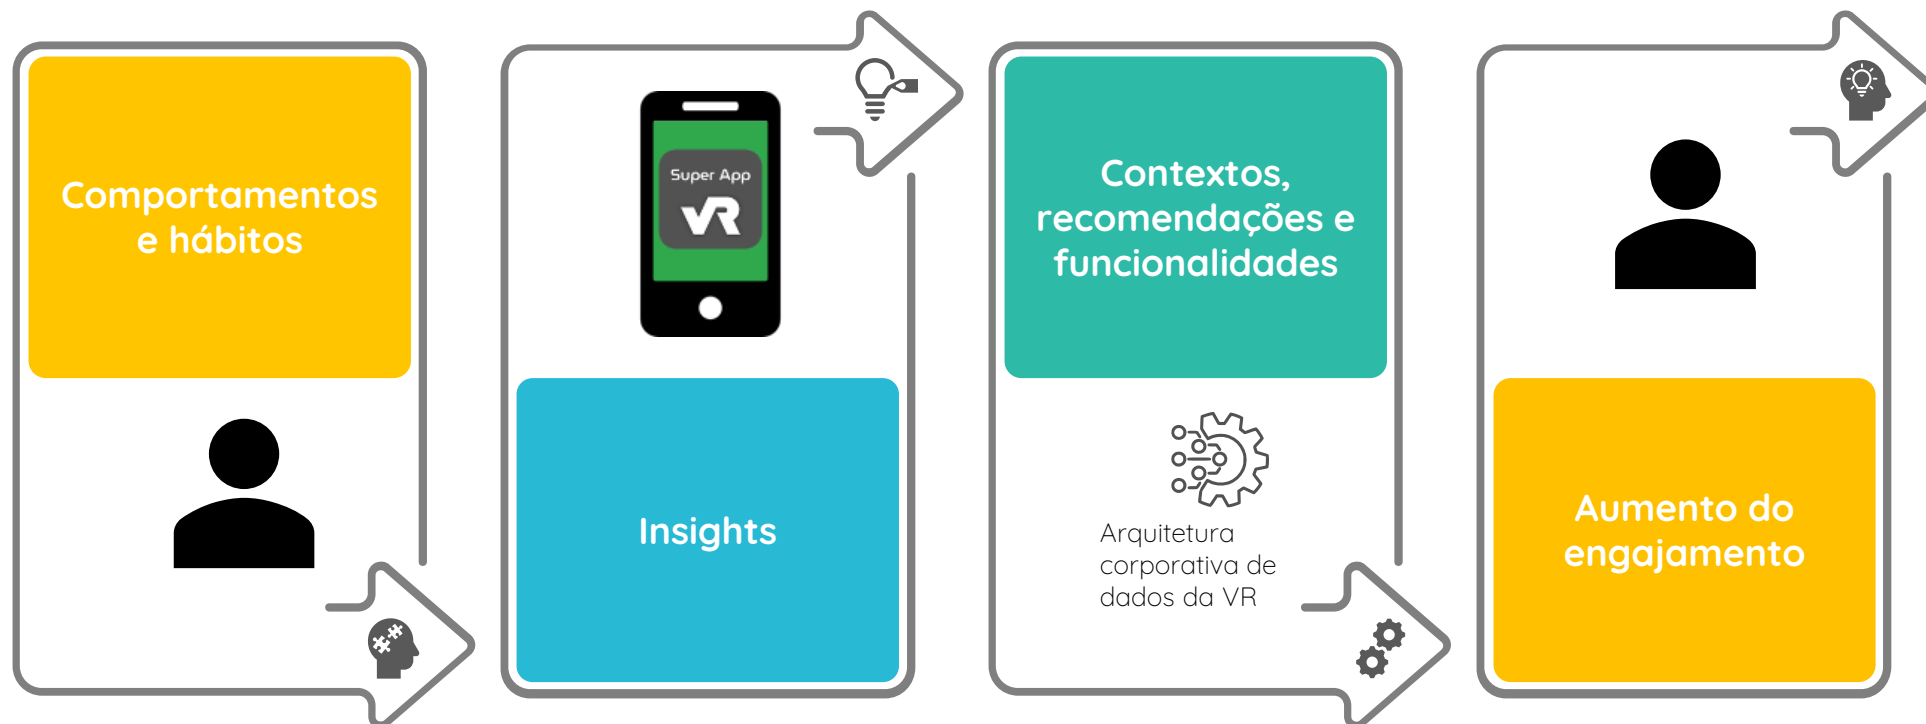 Comportamentos
e hábitos
Super App
VR
Insights
Contextos,
recomendações e
funcionalidades
Arquitetura
corporativa de
dados da VR
Aumento do
engajamento